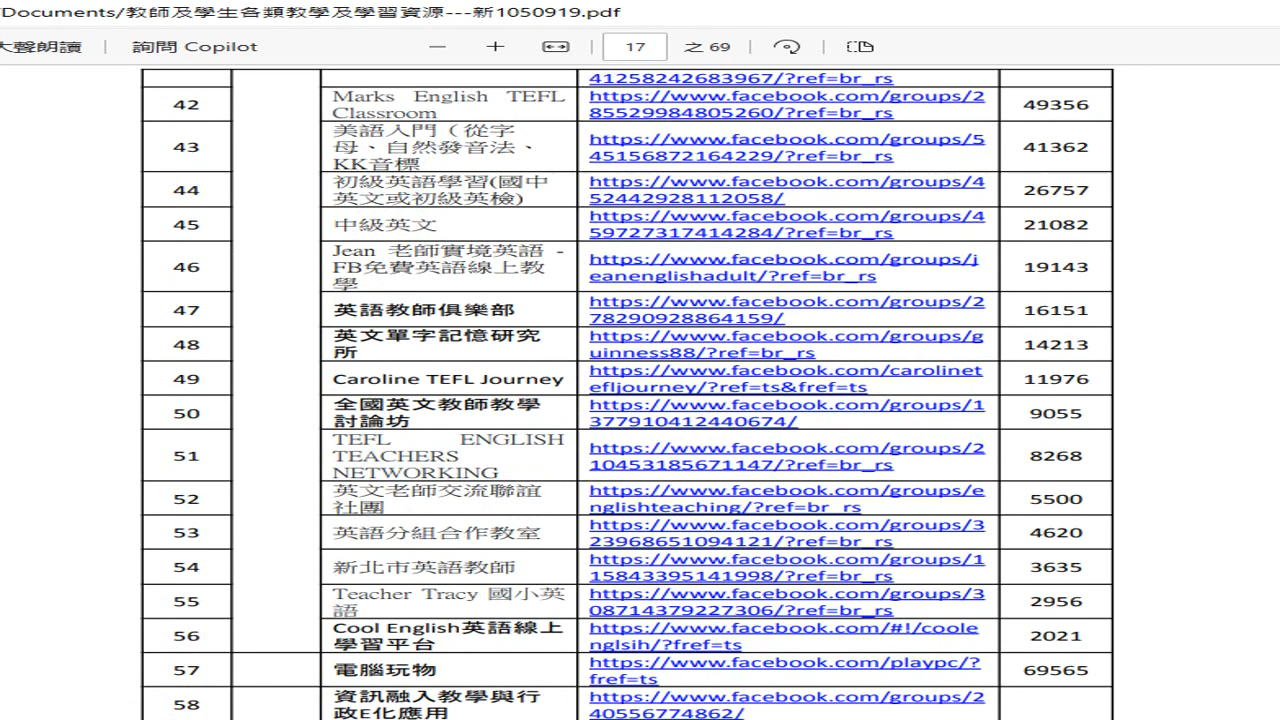 /Documents/教師及學生各類教學及學習資源---新1050919.pdf
大聲朗讀 | 詢問 Copilot 17 之 69
41258242683967/?ref=br_rs
42 Marks English TEFL Classroom https://www.facebook.com/groups/2 49356
85529984805260/?ref=br_rs
43 美語入門（從字 https://www.facebook.com/groups/5 41362
母、自然發音法、 45156872164229/?ref=br_rs
KK音標
44 初級英語學習(國中 https://www.facebook.com/groups/4 26757
英文或初級英檢) 52442928112058/
45 中級英文 https://www.facebook.com/groups/4 21082
459727317414284/?ref=br_rs
46 Jean 老師實境英語 - https://www.facebook.com/groups/j 19143
FB免費英語線上教 eanenglishadult/?ref=br_rs
學
47 英語教師俱樂部 https://www.facebook.com/groups/2 16151
78290928864159/
48 英文單字記憶研究 https://www.facebook.com/groups/g 14213
所 uinness88/?ref=br_rs
49 Caroline TEFL Journey https://www.facebook.com/carolinet 11976
efljourney/?ref=ts&fref=ts
50 全國英文教師教學 https://www.facebook.com/groups/1 9055
討論坊 377910412440674/
51 TEFL ENGLISH https://www.facebook.com/groups/2 8268
TEACHERS 10453185671147/?ref=br_rs
NETWORKING
52 英文老師交流聯誼 https://www.facebook.com/groups/e 5500
社團 nglishteaching/?ref=br_rs
53 英語分組合作教室 https://www.facebook.com/groups/3 4620
23968651094121/?ref=br_rs
54 新北市英語教師 https://www.facebook.com/groups/1 3635
15843395141998/?ref=br_rs
55 Teacher Tracy 國小英 https://www.facebook.com/groups/3 2956
語 08714379227306/?ref=br_rs
56 Cool English英語線上 https://www.facebook.com/#!/coole 2021
學習平台 nglsih/?fref=ts
57 電腦玩物 https://www.facebook.com/playpc/? 69565
fref=ts
58 資訊融入教學與行 https://www.facebook.com/groups/2
政E化應用 40556774862/